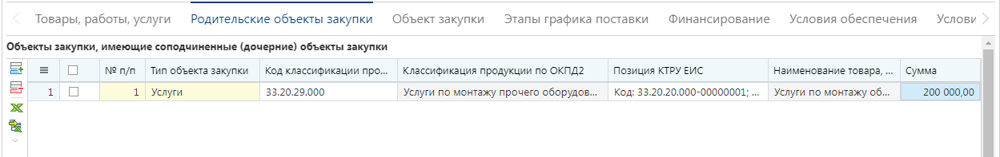 Товары, работы, услуги Родительские объекты закупки Объект закупки Этапы графика поставки Финансирование Условия обеспечения Услови
Объекты закупки, имеющие соподчиненные (дочерние) объекты закупки
№ п/п Тип объекта закупки Код классификации про... Классификация продукции по ОКПД2 Позиция КТРУ ЕИС Наименование товара, ... Сумма
1 1 Услуги 33.20.29.000 Услуги по монтажу прочего оборудов... Код: 33.20.20.000-00000001; ... Услуги по монтажу об... 200 000,00